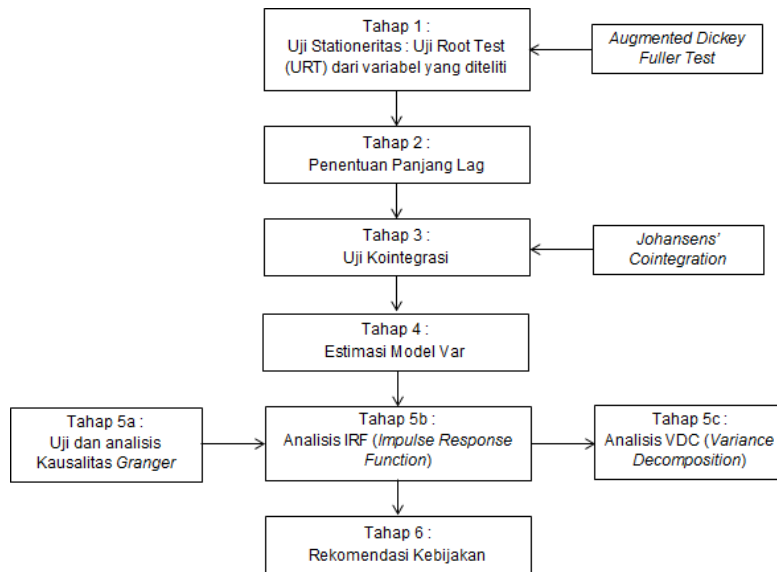 Tahap 1 :
Uji Stationeritas : Uji Root Test
(URT) dari variabel yang diteliti
Augmented Dickey
Fuller Test
Tahap 2 :
Penentuan Panjang Lag
Tahap 3 :
Uji Kointegrasi
Johansens’
Cointegration
Tahap 4 :
Estimasi Model Var
Tahap 5a :
Uji dan analisis
Kausalitas Granger
Tahap 5b :
Analisis IRF (Impulse Response
Function)
Tahap 5c :
Analisis VDC (Variance
Decomposition)
Tahap 6 :
Rekomendasi Kebijakan